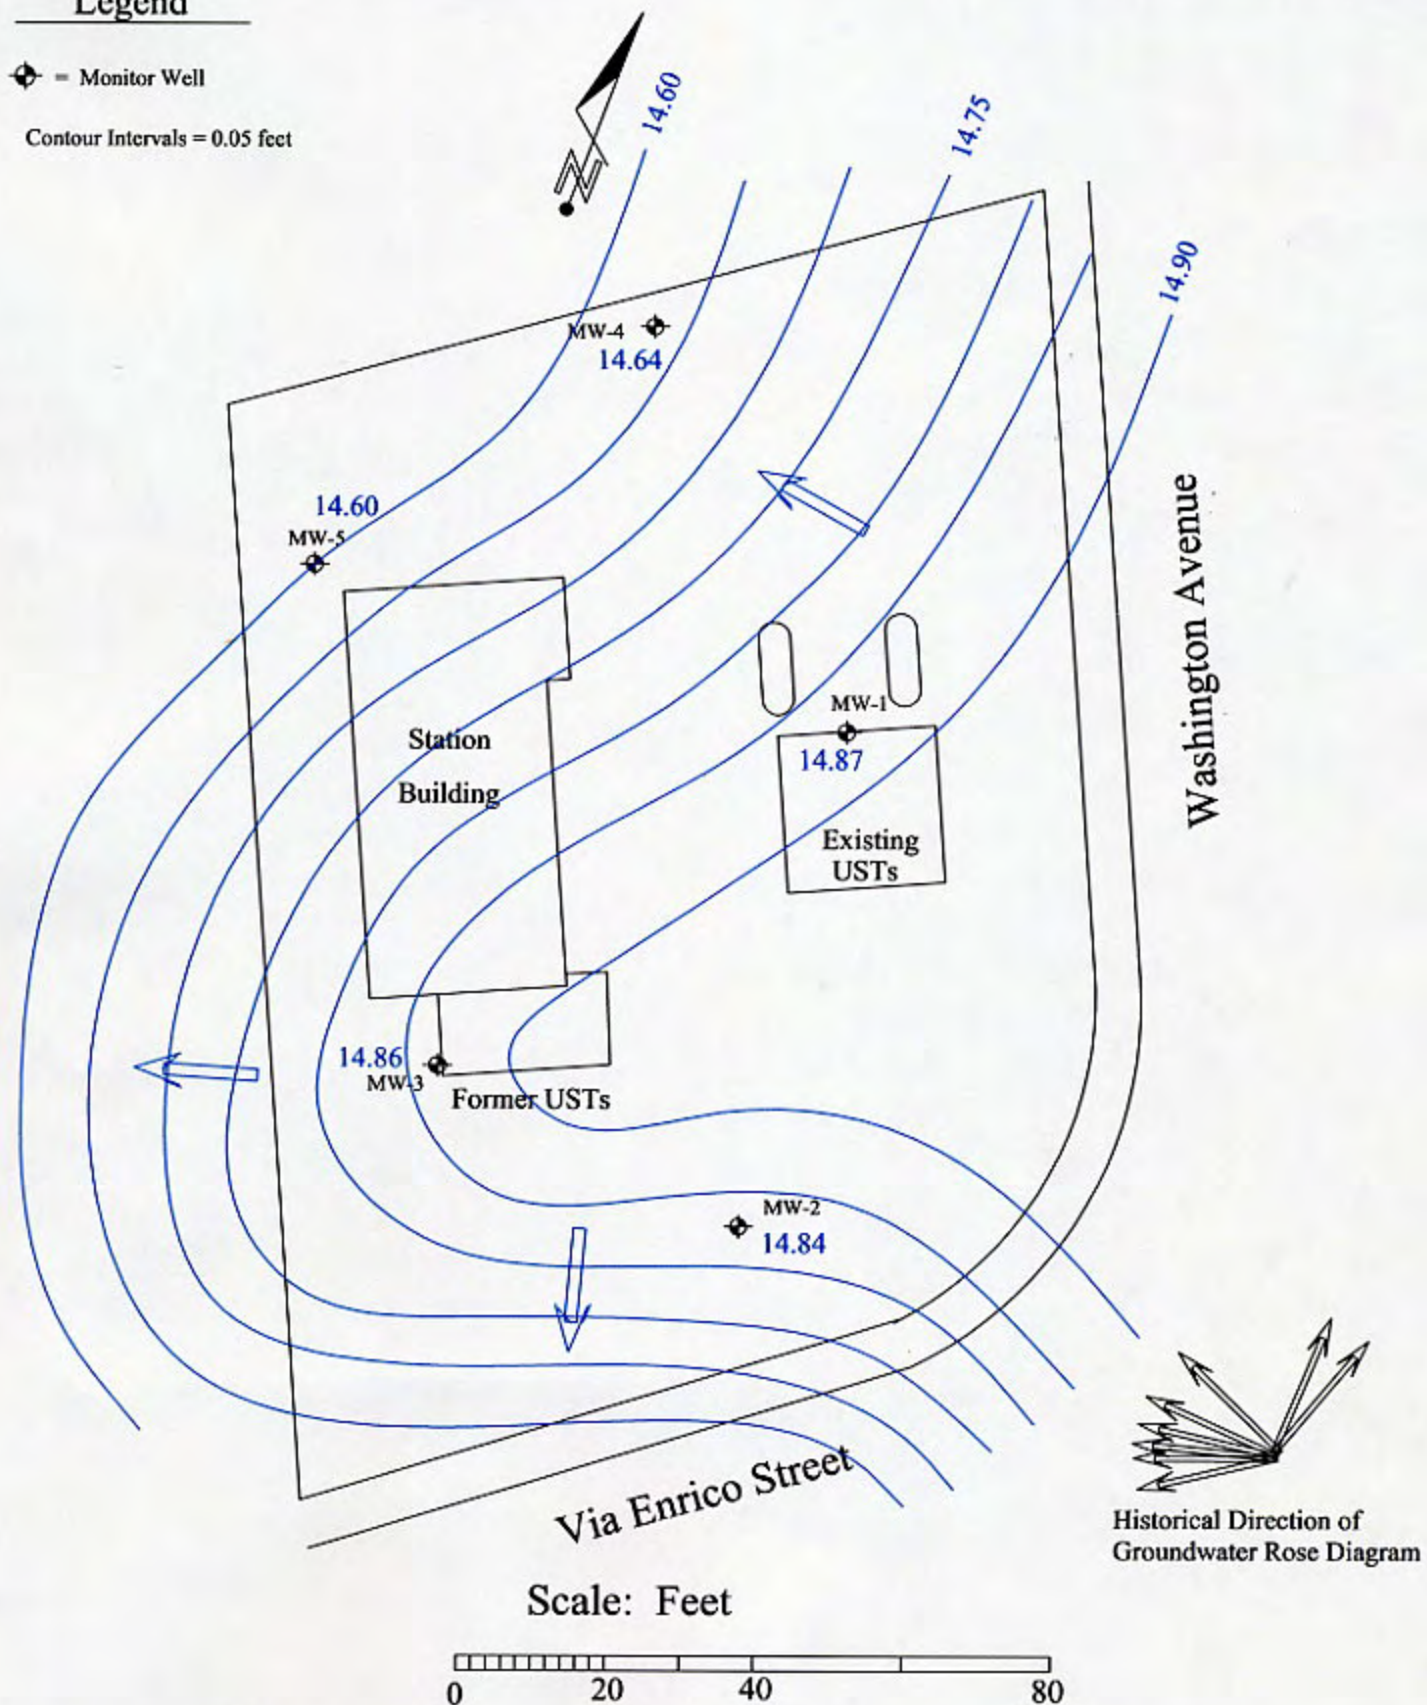 Legend
= Monitor Well
Contour Intervals = 0.05 feet
N
14.60
14.75
14.90
MW-4
14.64
14.60
MW-5
Washington Avenue
MW-1
14.87
Station
Building
Existing
USTs
14.86
MW-3
Former USTs
MW-2
14.84
Via Enrico Street
Historical Direction of
Groundwater Rose Diagram
Scale: Feet
0 20 40 80